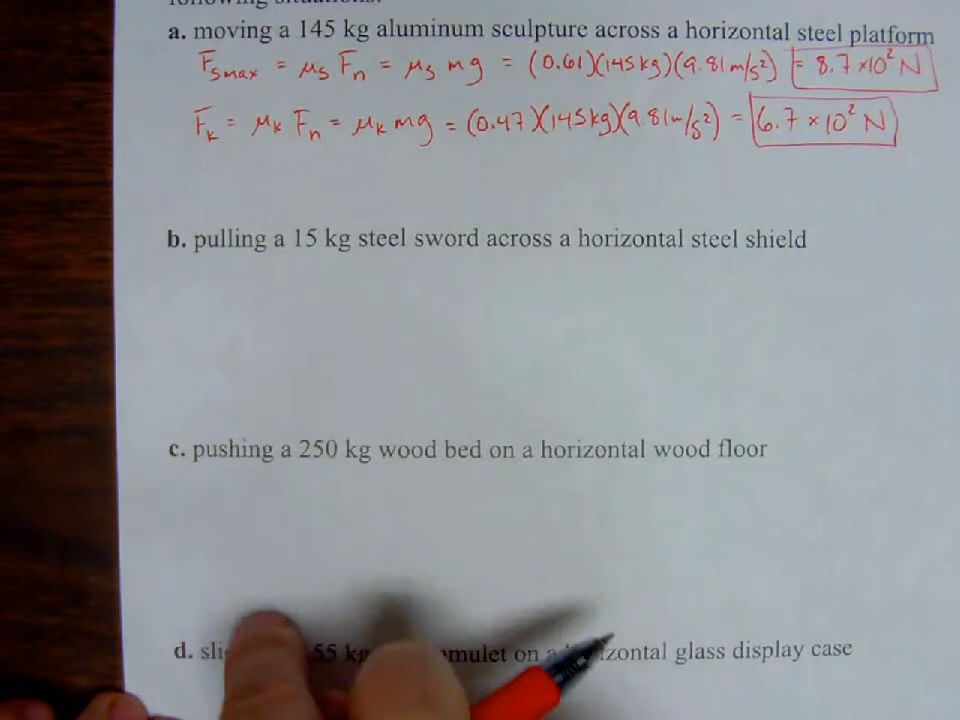 following situations.
a. moving a 145 kg aluminum sculpture across a horizontal steel platform
Fsmax = μs Fn = μs mg = (0.61)(145kg)(9.81m/s²) = 8.7×10² N
Fk = μk Fn = μk mg = (0.47)(145kg)(9.81m/s²) = 6.7×10² N
b. pulling a 15 kg steel sword across a horizontal steel shield
c. pushing a 250 kg wood bed on a horizontal wood floor
d. 55 kg on a glass display case